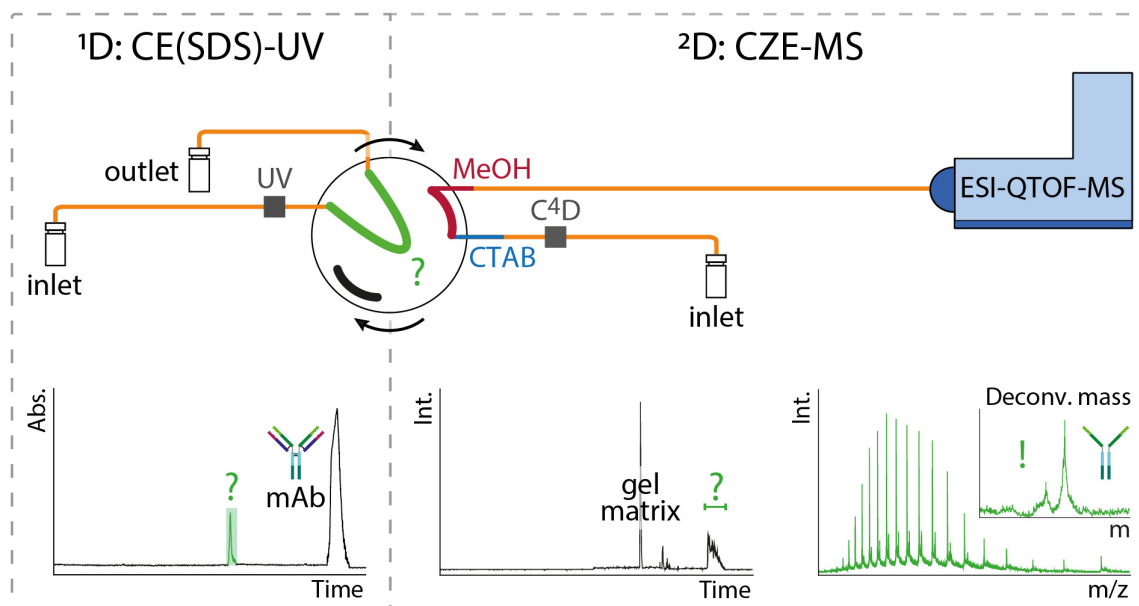 ¹D: CE(SDS)-UV
²D: CZE-MS
outlet
UV
inlet
?
MeOH
C⁴D
CTAB
inlet
ESI-QTOF-MS
Abs.
?
mAb
Time
Int.
gel
matrix
?
Time
Int.
Deconv. mass
!
m
m/z